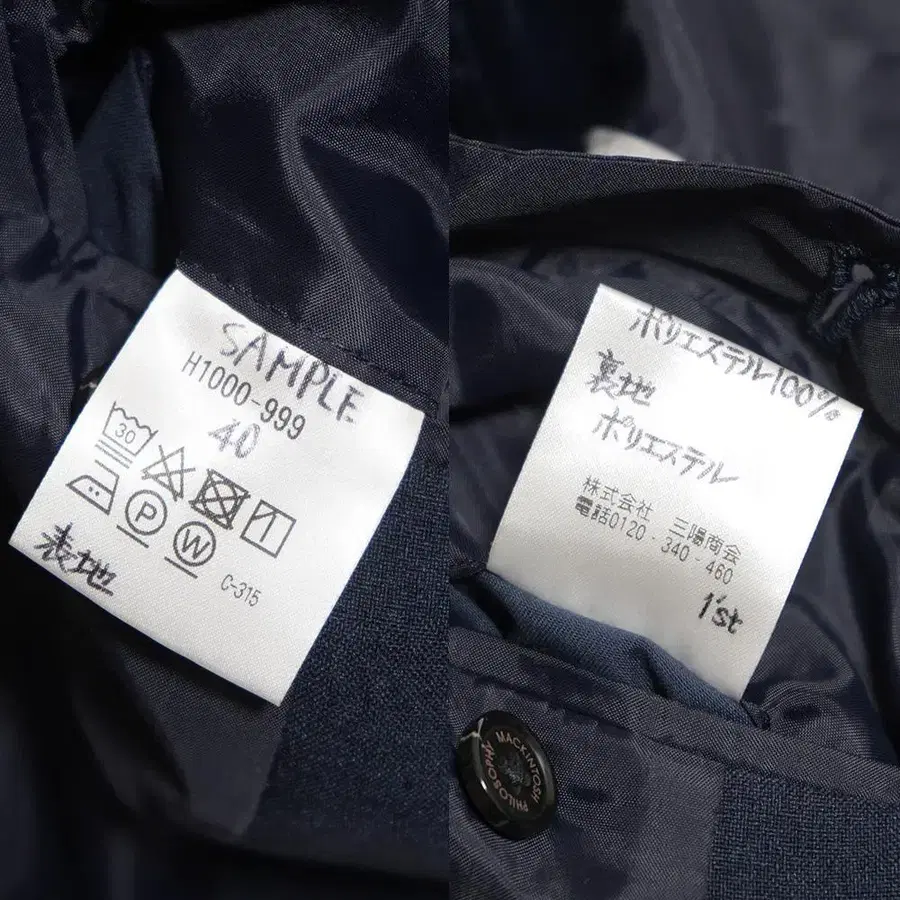 SAMPLE
H1000-999
40
30
P
W
C-315
表地
ポリエステル100%
裏地
ポリエステル
株式会社 三陽商会
電話0120-340-460
1'st
MACKINTOSH
PHILOSOPHY